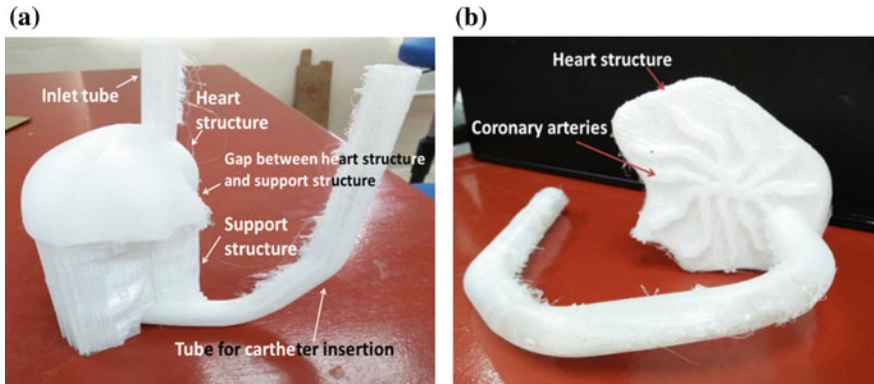 (a)
Inlet tube
Heart
structure
Gap between heart structure
and support structure
Support
structure
Tube for cartheter insertion
(b)
Heart structure
Coronary arteries